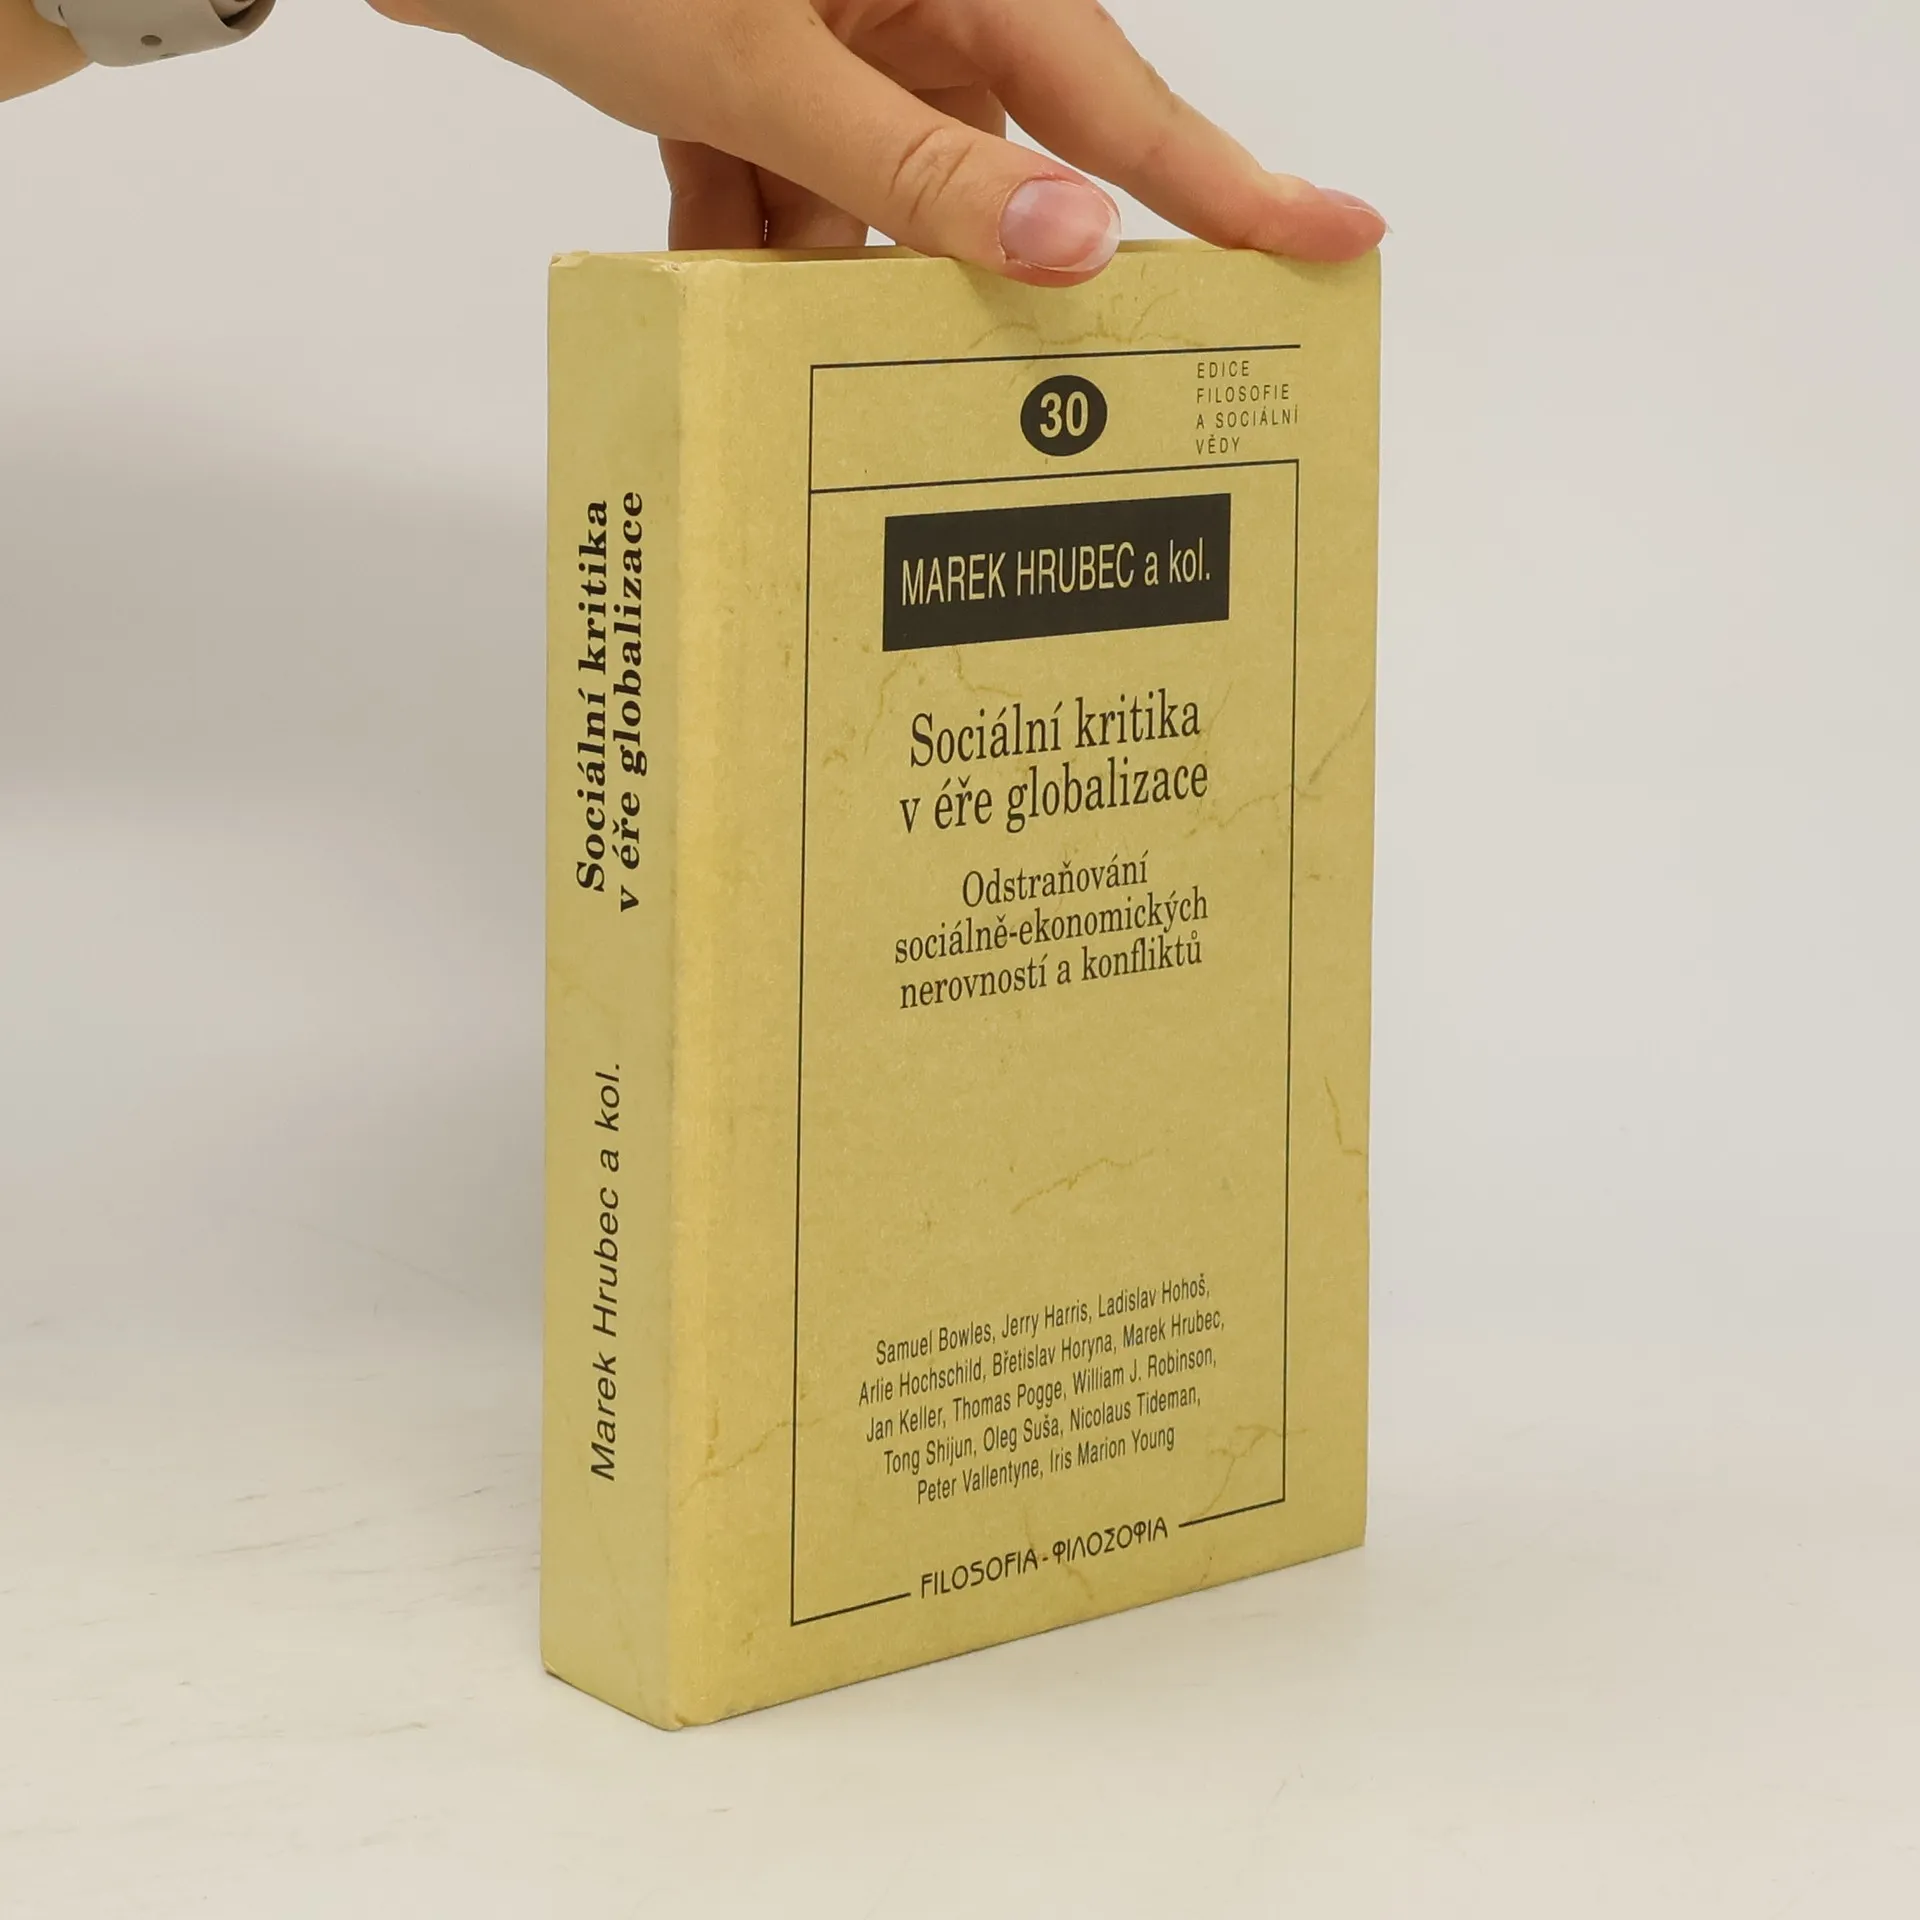 Sociální kritika
v éře globalizace
Marek Hrubec a kol.
30
EDICE
FILOSOFIE
A SOCIÁLNÍ
VĚDY
MAREK HRUBEC a kol.
Sociální kritika
v éře globalizace
Odstraňování
sociálně-ekonomických
nerovností a konfliktů
Samuel Bowles, Jerry Harris, Ladislav Hohoš,
Arlie Hochschild, Břetislav Horyna, Marek Hrubec,
Jan Keller, Thomas Pogge, William J. Robinson,
Tong Shijun, Oleg Suša, Nicolaus Tideman,
Peter Vallentyne, Iris Marion Young
FILOSOFIA-ΦΙΛΟΣΟΦΙΑ